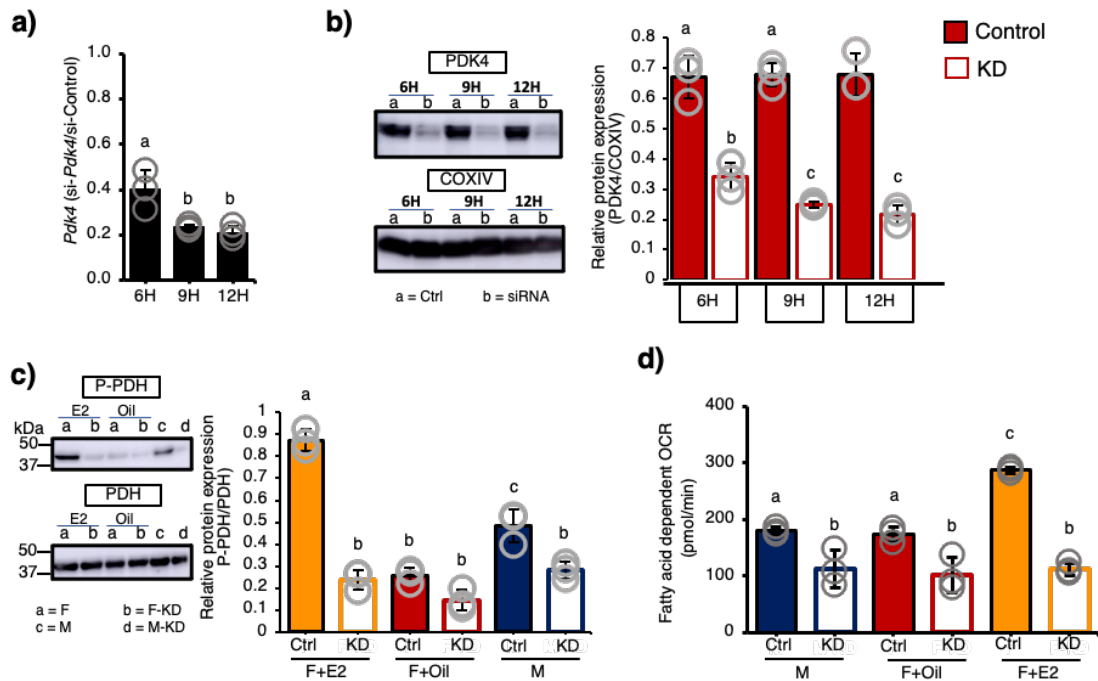 a)
Pdk4 (si-Pdk4/si-Control)
1.0
0.8
0.6
0.4
0.2
0.0
a
b
b
6H 9H 12H
b)
PDK4
6H 9H 12H
a b a b a b
COXIV
6H 9H 12H
a b a b a b
a = Ctrl b = siRNA
Relative protein expression
(PDK4/COXIV)
0.8
0.7
0.6
0.5
0.4
0.3
0.2
0.1
0
a
b
a
c
c
6H 9H 12H
Control
KD
c)
P-PDH
E2 Oil
kDa a b a b c d
50
37
PDH
E2 Oil
a b a b c d
50
37
a = F b = F-KD
c = M d = M-KD
Relative protein expression
P-PDH/PDH)
1
0.9
0.8
0.7
0.6
0.5
0.4
0.3
0.2
0.1
0
a
b
b
b
c
b
Ctrl KD Ctrl KD Ctrl KD
F+E2 F+Oil M
d)
Fatty acid dependent OCR
(pmol/min)
400
300
200
100
0
a
b
a
b
c
b
Ctrl KD Ctrl KD Ctrl KD
M F+Oil F+E2